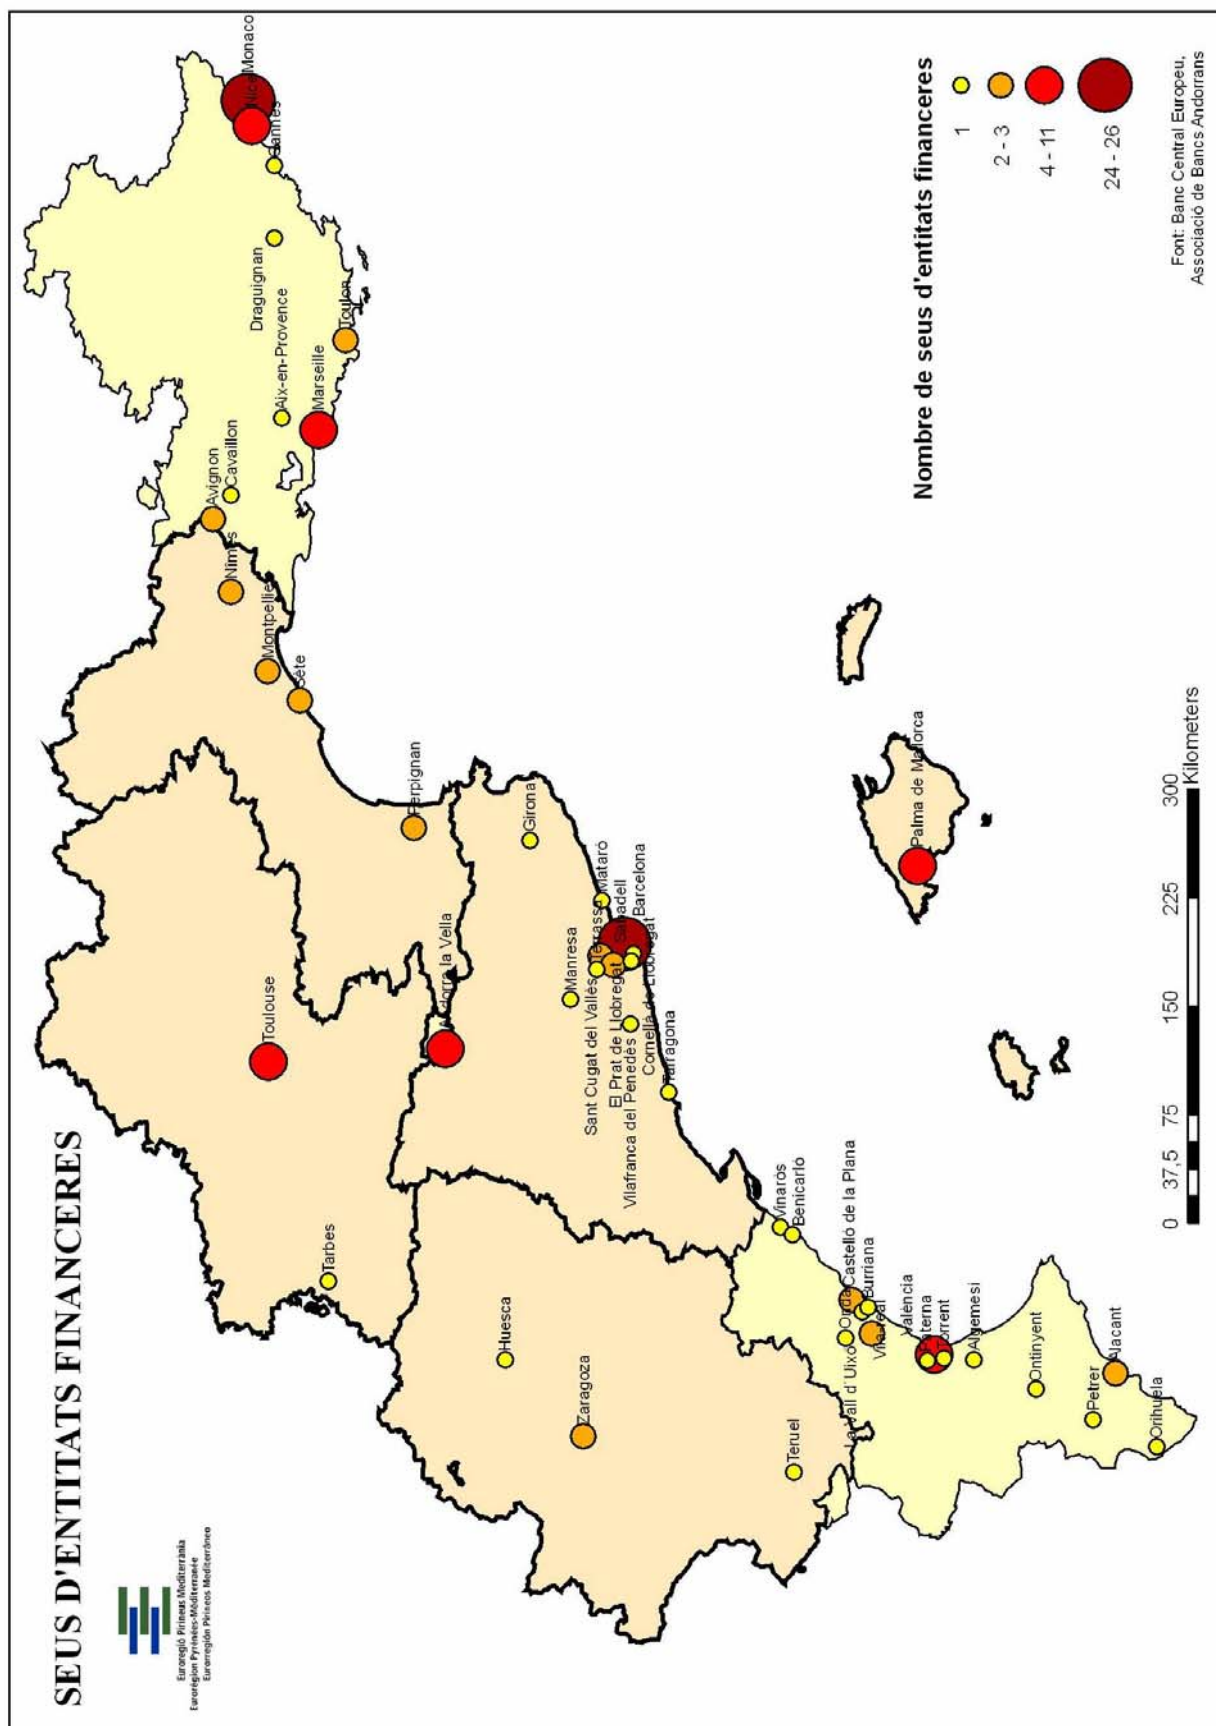 SEUS D'ENTITATS FINANCERES
Euroregió Pirineus Mediterrània
Eurorégion Pyrénées-Méditerranée
Eurorregión Pirineos Mediterráneo
Monaco
Nice
Cannes
Draguignan
Aix-en-Provence
Toulon
Marseille
Avignon
Cavaillon
Nîmes
Montpellier
Sète
Perpignan
Toulouse
Tarbes
Andorra la Vella
Girona
Mataró
Terrassa
Sabadell
Barcelona
Manresa
Sant Cugat del Vallès
El Prat de Llobregat
Vilafranca del Penedès
Cornellà de Llobregat
Tarragona
Huesca
Zaragoza
Teruel
Vinaròs
Benicarló
Castelló de la Plana
Onda
Burriana
Vila-real
La Vall d´Uixó
València
Paterna
Torrent
Algemesi
Ontinyent
Petrer
Alacant
Orihuela
Palma de Mallorca
Nombre de seus d'entitats financeres
1
2 - 3
4 - 11
24 - 26
0 37,5 75 150 225 300
Kilometers
Font: Banc Central Europeu,
Associació de Bancs Andorrans